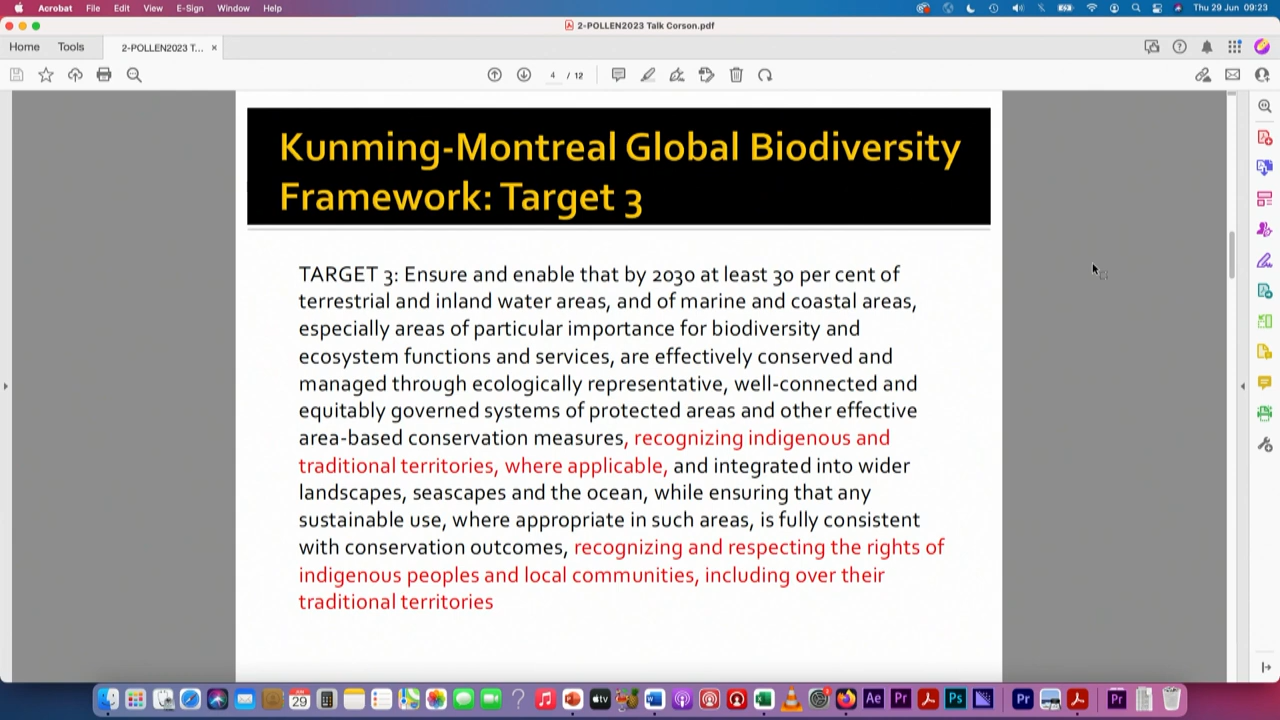 Acrobat File Edit View E-Sign Window Help
Thu 29 Jun 09:23
2-POLLEN2023 Talk Corson.pdf
Home Tools 2-POLLEN2023 T... ×
4 / 12
Kunming-Montreal Global Biodiversity
Framework: Target 3
TARGET 3: Ensure and enable that by 2030 at least 30 per cent of
terrestrial and inland water areas, and of marine and coastal areas,
especially areas of particular importance for biodiversity and
ecosystem functions and services, are effectively conserved and
managed through ecologically representative, well-connected and
equitably governed systems of protected areas and other effective
area-based conservation measures, recognizing indigenous and
traditional territories, where applicable, and integrated into wider
landscapes, seascapes and the ocean, while ensuring that any
sustainable use, where appropriate in such areas, is fully consistent
with conservation outcomes, recognizing and respecting the rights of
indigenous peoples and local communities, including over their
traditional territories
29 tv Ae Pr Ps Pr Pr